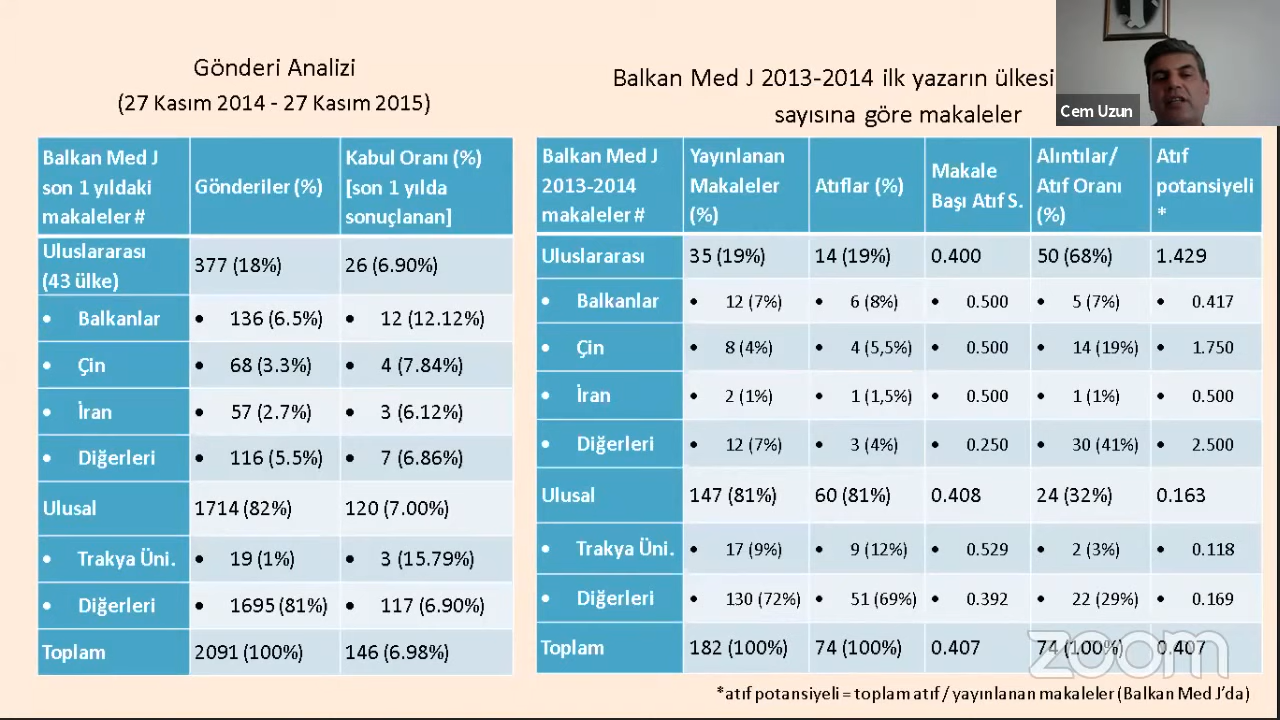 Gönderi Analizi
(27 Kasım 2014 - 27 Kasım 2015)
Balkan Med J son 1 yıldaki makaleler # | Gönderiler (%) | Kabul Oranı (%) [son 1 yılda sonuçlanan]
Uluslararası (43 ülke) | 377 (18%) | 26 (6.90%)
• Balkanlar | • 136 (6.5%) | • 12 (12.12%)
• Çin | • 68 (3.3%) | • 4 (7.84%)
• İran | • 57 (2.7%) | • 3 (6.12%)
• Diğerleri | • 116 (5.5%) | • 7 (6.86%)
Ulusal | 1714 (82%) | 120 (7.00%)
• Trakya Üni. | • 19 (1%) | • 3 (15.79%)
• Diğerleri | • 1695 (81%) | • 117 (6.90%)
Toplam | 2091 (100%) | 146 (6.98%)
Balkan Med J 2013-2014 ilk yazarın ülkesi
sayısına göre makaleler
Balkan Med J 2013-2014 makaleler # | Yayınlanan Makaleler (%) | Atıflar (%) | Makale Başı Atıf S. | Alıntılar/ Atıf Oranı (%) | Atıf potansiyeli *
Uluslararası | 35 (19%) | 14 (19%) | 0.400 | 50 (68%) | 1.429
• Balkanlar | • 12 (7%) | • 6 (8%) | • 0.500 | • 5 (7%) | • 0.417
• Çin | • 8 (4%) | • 4 (5,5%) | • 0.500 | • 14 (19%) | • 1.750
• İran | • 2 (1%) | • 1 (1,5%) | • 0.500 | • 1 (1%) | • 0.500
• Diğerleri | • 12 (7%) | • 3 (4%) | • 0.250 | • 30 (41%) | • 2.500
Ulusal | 147 (81%) | 60 (81%) | 0.408 | 24 (32%) | 0.163
• Trakya Üni. | • 17 (9%) | • 9 (12%) | • 0.529 | • 2 (3%) | • 0.118
• Diğerleri | • 130 (72%) | • 51 (69%) | • 0.392 | • 22 (29%) | • 0.169
Toplam | 182 (100%) | 74 (100%) | 0.407 | 74 (100%) | 0.407
*atıf potansiyeli = toplam atıf / yayınlanan makaleler (Balkan Med J'da)
Cem Uzun
zoom